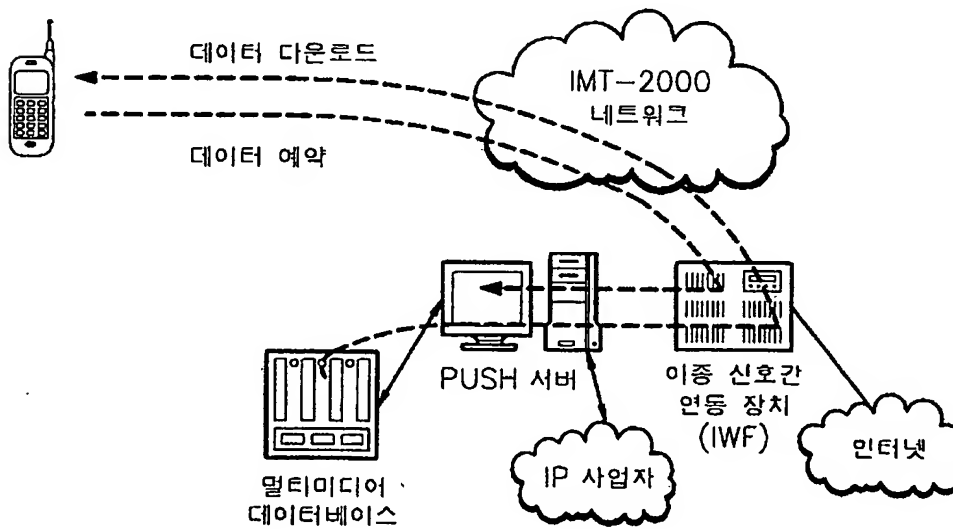 데이터 다운로드
IMT-2000
네트워크
데이터 예약
PUSH 서버
이종 신호간
연동 장치
(IWF)
인터넷
IP 사업자
멀티미디어
데이터베이스